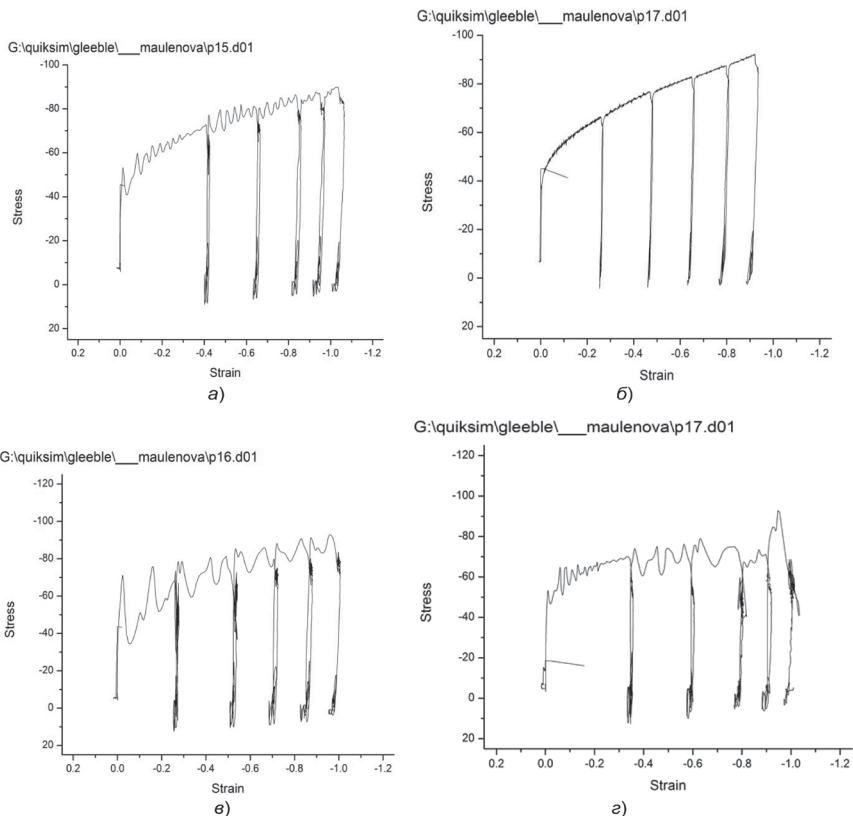 G:\quiksim\gleeble\___maulenova\p15.d01
-100
-80
-60
-40
-20
0
20
Stress
0.2 0.0 -0.2 -0.4 -0.6 -0.8 -1.0 -1.2
Strain
а)
G:\quiksim\gleeble\___maulenova\p17.d01
-100
-80
-60
-40
-20
0
20
Stress
0.2 0.0 -0.2 -0.4 -0.6 -0.8 -1.0 -1.2
Strain
б)
G:\quiksim\gleeble\___maulenova\p16.d01
-120
-100
-80
-60
-40
-20
0
20
Stress
0.2 0.0 -0.2 -0.4 -0.6 -0.8 -1.0 -1.2
Strain
в)
G:\quiksim\gleeble\___maulenova\p17.d01
-120
-100
-80
-60
-40
-20
0
20
Stress
0.2 0.0 -0.2 -0.4 -0.6 -0.8 -1.0 -1.2
Strain
г)